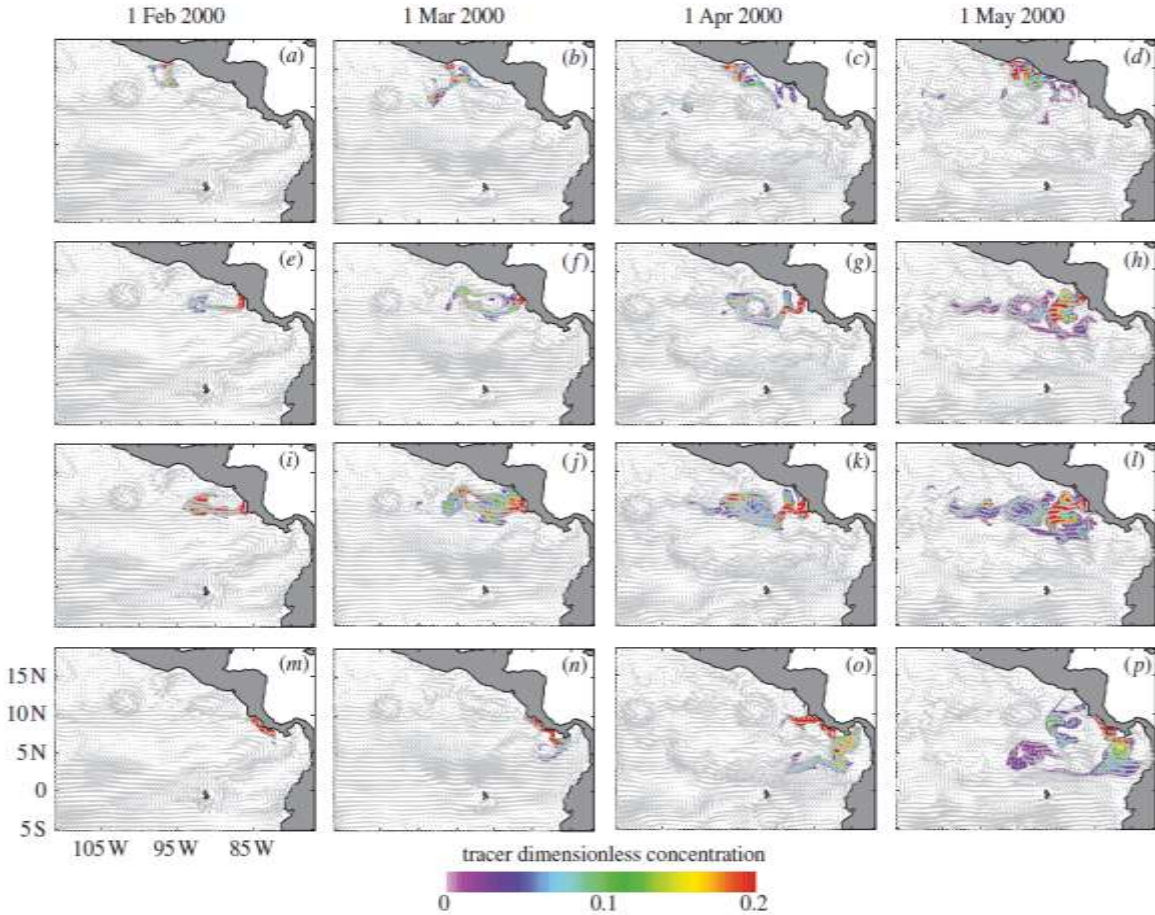 1 Feb 2000 1 Mar 2000 1 Apr 2000 1 May 2000
(a) (b) (c) (d)
(e) (f) (g) (h)
(i) (j) (k) (l)
(m) (n) (o) (p)
15N
10N
5N
0
5S
105W 95W 85W
tracer dimensionless concentration
0 0.1 0.2